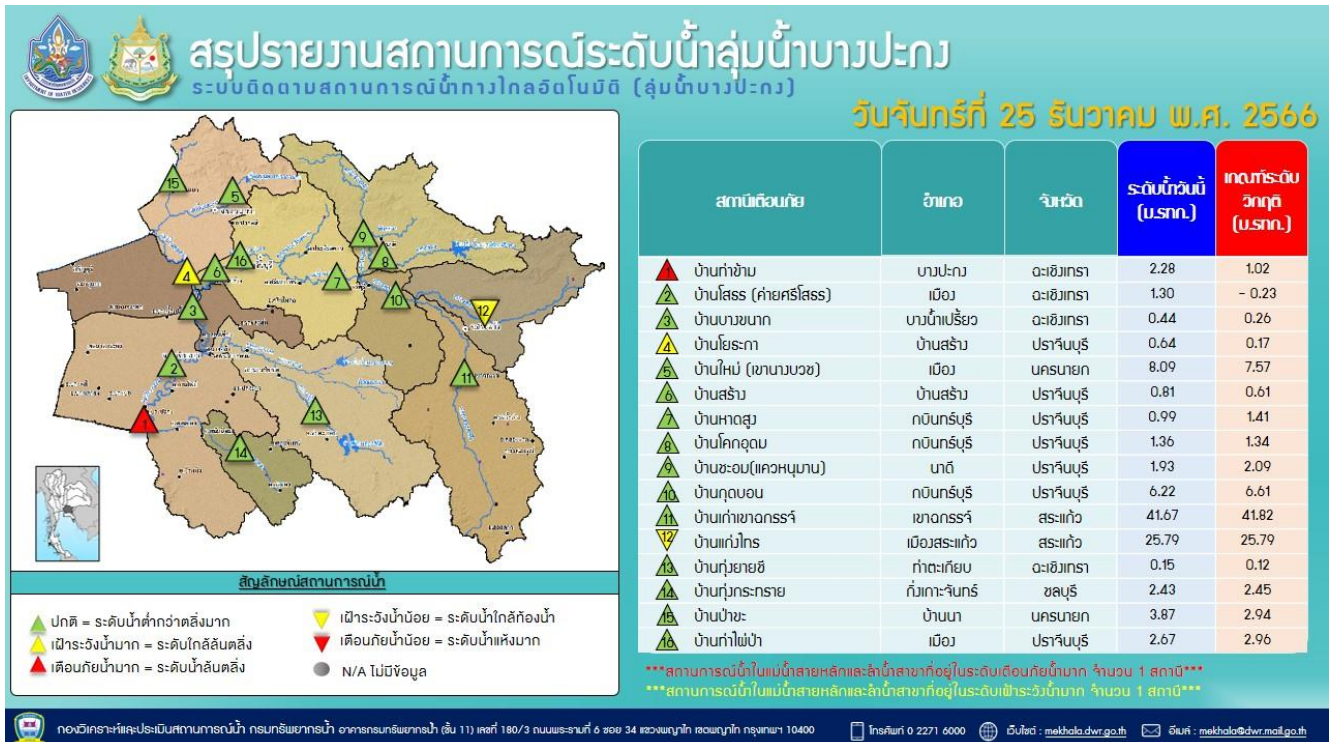 สรุปรายงานสถานการณ์ระดับน้ำลุ่มน้ำบางปะกง
ระบบติดตามสถานการณ์น้ำทางไกลอัตโนมัติ (ลุ่มน้ำบางปะกง)
วันจันทร์ที่ 25 ธันวาคม พ.ศ. 2566
สถานีเตือนภัย อำเภอ จังหวัด ระดับน้ำวันนี้ (ม.รทก.) เกณฑ์ระดับวิกฤติ (ม.รทก.)
1 บ้านท่าข้าม บางปะกง ฉะเชิงเทรา 2.28 1.02
2 บ้านโสธร (ค่ายศรีโสธร) เมือง ฉะเชิงเทรา 1.30 - 0.23
3 บ้านบางขนาก บางน้ำเปรี้ยว ฉะเชิงเทรา 0.44 0.26
4 บ้านโยธะกา บ้านสร้าง ปราจีนบุรี 0.64 0.17
5 บ้านใหม่ (เขานางบวช) เมือง นครนายก 8.09 7.57
6 บ้านสร้าง บ้านสร้าง ปราจีนบุรี 0.81 0.61
7 บ้านหาดสูง กบินทร์บุรี ปราจีนบุรี 0.99 1.41
8 บ้านโคกอุดม กบินทร์บุรี ปราจีนบุรี 1.36 1.34
9 บ้านซะอม(แควหนุมาน) นาดี ปราจีนบุรี 1.93 2.09
10 บ้านกุดบอน กบินทร์บุรี ปราจีนบุรี 6.22 6.61
11 บ้านเก่าเขาฉกรรจ์ เขาฉกรรจ์ สระแก้ว 41.67 41.82
12 บ้านแก่งไทร เมืองสระแก้ว สระแก้ว 25.79 25.79
13 บ้านทุ่งยายชี ท่าตะเกียบ ฉะเชิงเทรา 0.15 0.12
14 บ้านทุ่งกระทราย กิ่งเกาะจันทร์ ชลบุรี 2.43 2.45
15 บ้านป่าขะ บ้านนา นครนายก 3.87 2.94
16 บ้านท่าไผ่ป่า เมือง ปราจีนบุรี 2.67 2.96
***สถานการณ์น้ำในแม่น้ำสายหลักและลำน้ำสาขาที่อยู่ในระดับเตือนภัยน้ำมาก จำนวน 1 สถานี***
***สถานการณ์น้ำในแม่น้ำสายหลักและลำน้ำสาขาที่อยู่ในระดับเฝ้าระวังน้ำมาก จำนวน 1 สถานี***
สัญลักษณ์สถานการณ์น้ำ
ปกติ = ระดับน้ำต่ำกว่าตลิ่งมาก
เฝ้าระวังน้ำมาก = ระดับใกล้ล้นตลิ่ง
เตือนภัยน้ำมาก = ระดับน้ำล้นตลิ่ง
เฝ้าระวังน้ำน้อย = ระดับน้ำใกล้ท้องน้ำ
เตือนภัยน้ำน้อย = ระดับน้ำแห้งมาก
N/A ไม่มีข้อมูล
กองวิเคราะห์และประเมินสถานการณ์น้ำ กรมทรัพยากรน้ำ อาคารกรมทรัพยากรน้ำ (ชั้น 11) เลขที่ 180/3 ถนนพระรามที่ 6 ซอย 34 แขวงพญาไท เขตพญาไท กรุงเทพฯ 10400 โทรศัพท์ 0 2271 6000 เว็บไซต์ : mekhala.dwr.go.th อีเมล์ : mekhala@dwr.mail.go.th